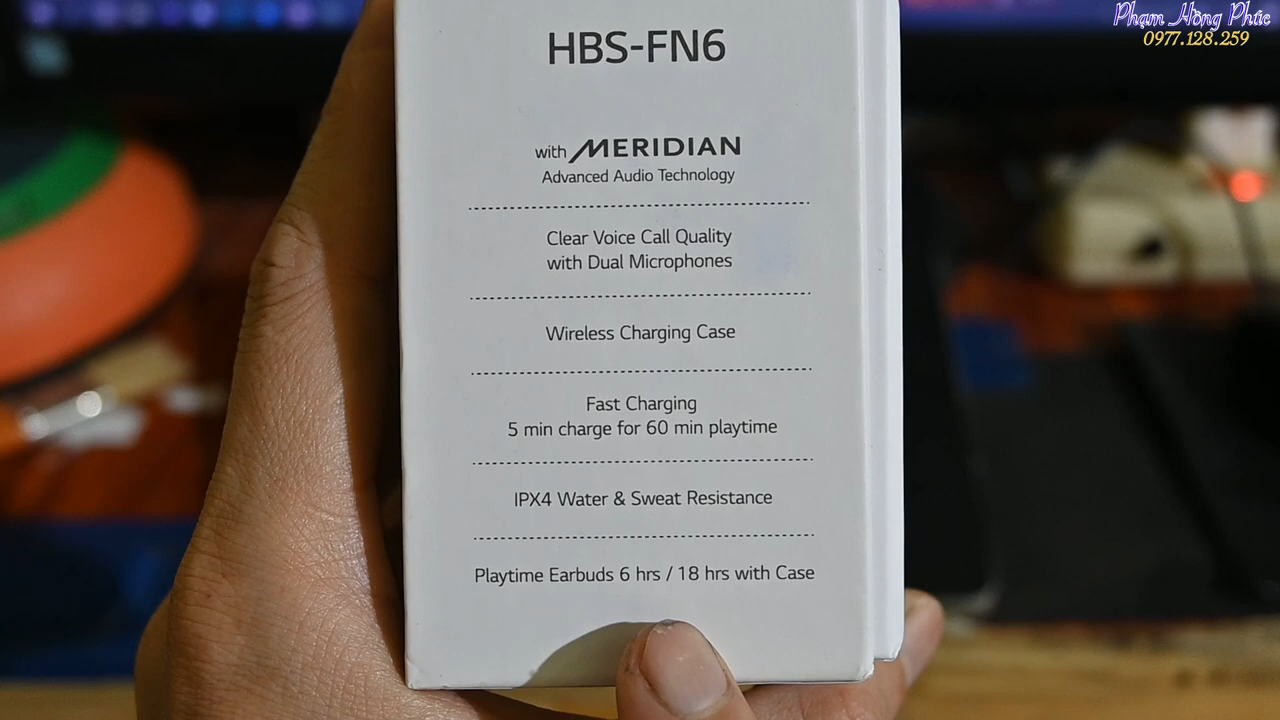 Phạm Hồng Phúc
0977.128.259
HBS-FN6
with MERIDIAN
Advanced Audio Technology
Clear Voice Call Quality
with Dual Microphones
Wireless Charging Case
Fast Charging
5 min charge for 60 min playtime
IPX4 Water & Sweat Resistance
Playtime Earbuds 6 hrs / 18 hrs with Case